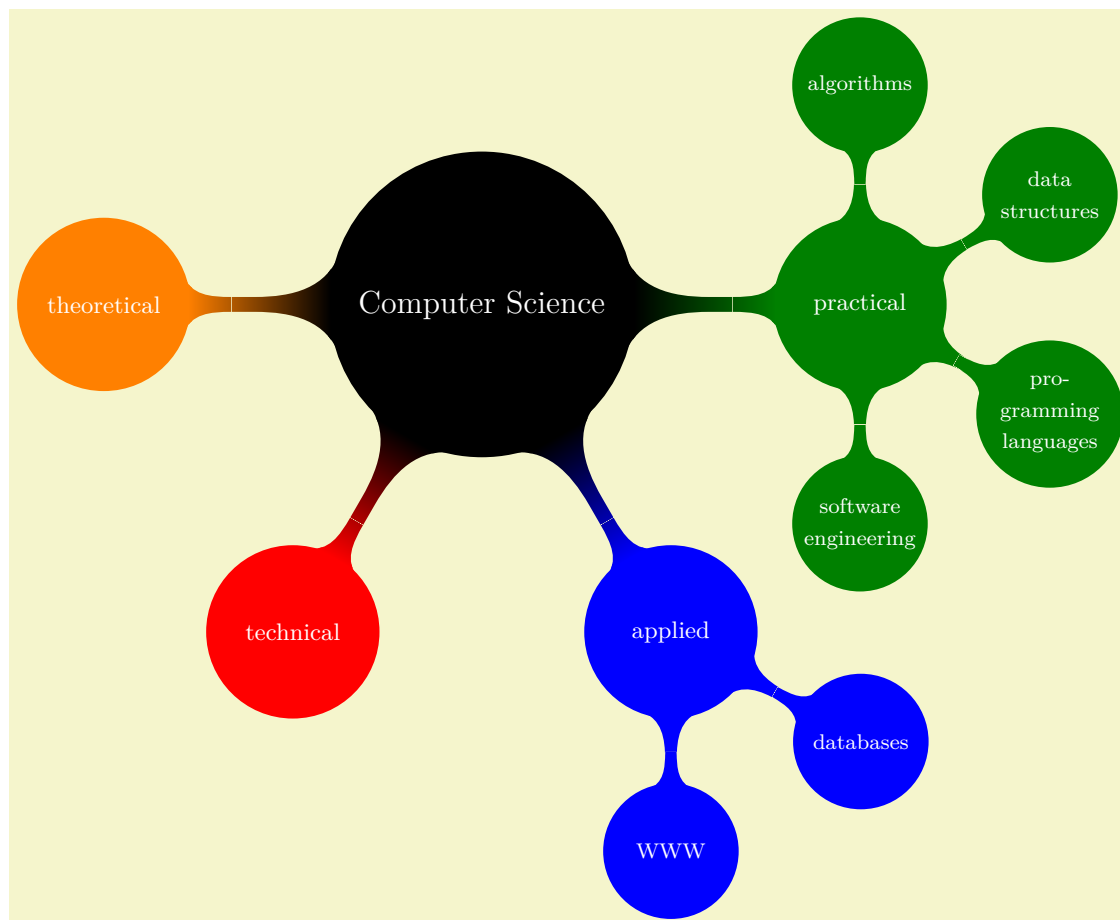 algorithms
data
structures
Computer Science
practical
theoretical
pro-
gramming
languages
software
engineering
technical
applied
databases
WWW